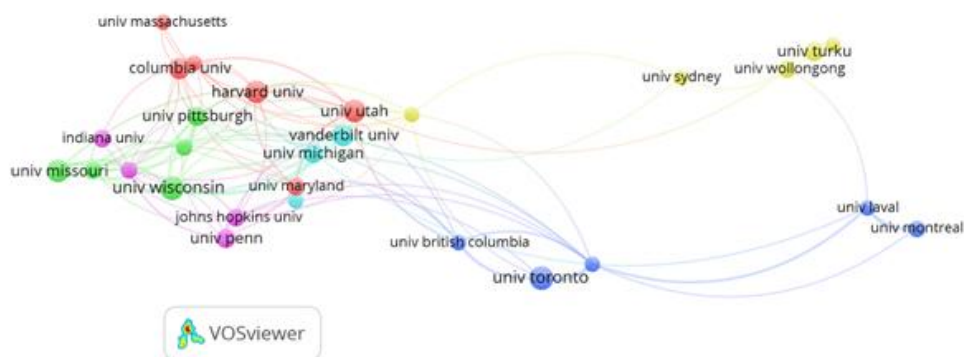 univ massachusetts
columbia univ
harvard univ
univ turku
univ wollongong
univ sydney
univ utah
univ pittsburgh
vanderbilt univ
indiana univ
univ michigan
univ missouri
univ wisconsin
univ maryland
johns hopkins univ
univ penn
univ laval
univ montreal
univ british columbia
univ toronto
VOSviewer